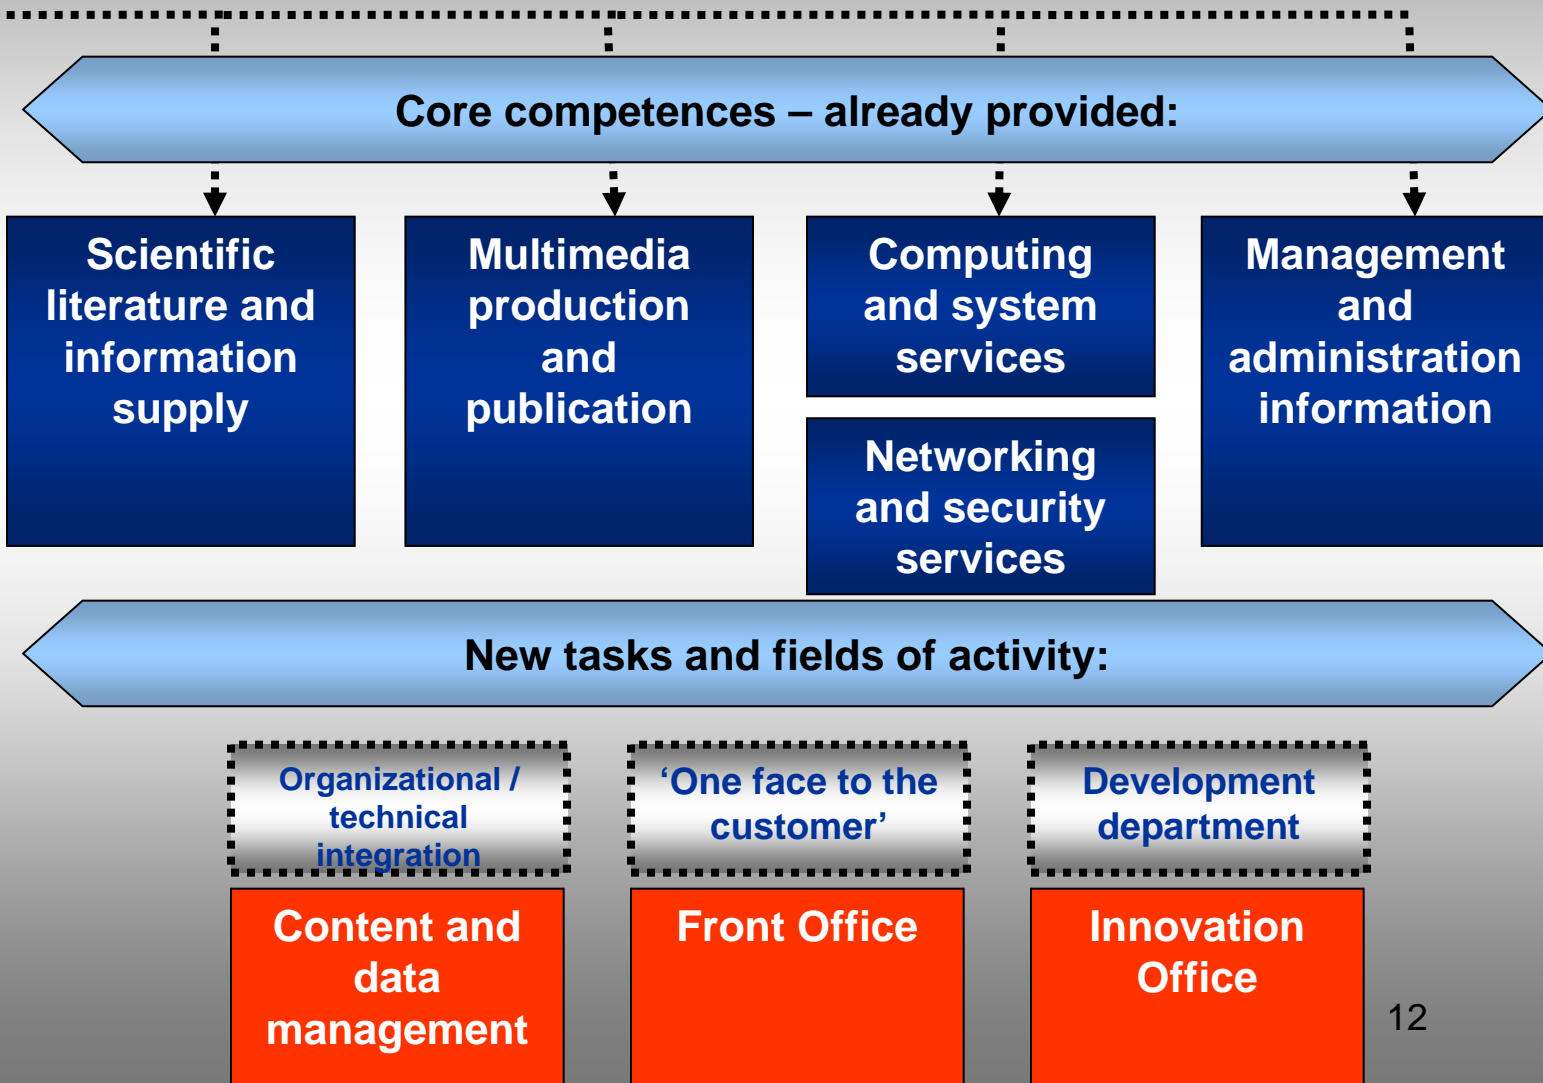 Core competences – already provided:
Scientific
literature and
information
supply
Multimedia
production
and
publication
Computing
and system
services
Networking
and security
services
Management
and
administration
information
New tasks and fields of activity:
Organizational /
technical
integration
‘One face to the
customer’
Development
department
Content and
data
management
Front Office
Innovation
Office
12